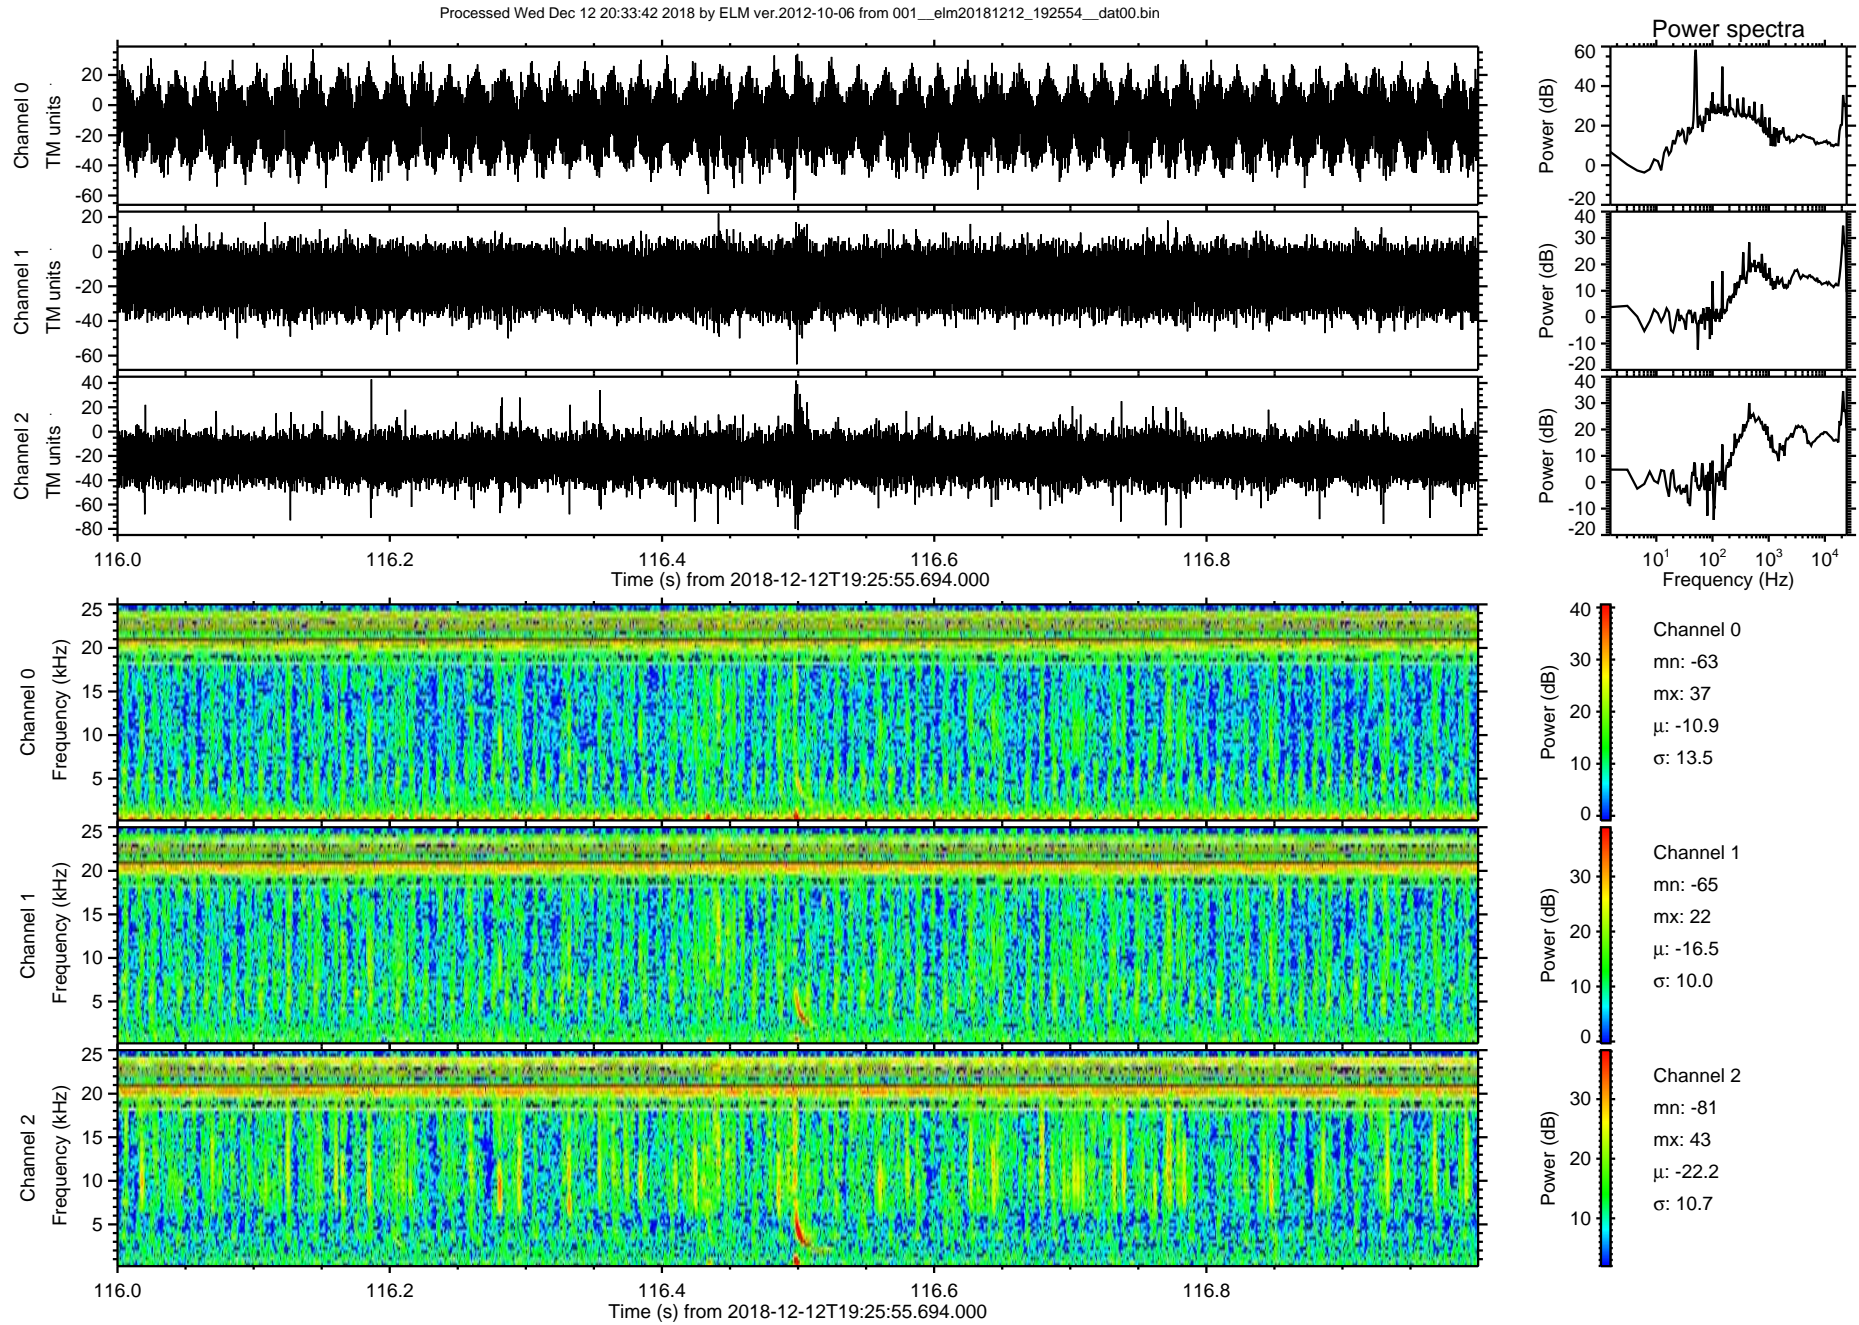 Processed Wed Dec 12 20:33:42 2018 by ELM ver.2012-10-06 from 001__elm20181212_192554__dat00.bin
Power spectra
Channel 0
TM units
20
0
-20
-40
-60
Power (dB)
60
40
20
0
-20
Channel 1
TM units
20
0
-20
-40
-60
Power (dB)
40
30
20
10
0
-10
-20
Channel 2
TM units
40
20
0
-20
-40
-60
-80
Power (dB)
40
30
20
10
0
-10
-20
116.0 116.2 116.4 116.6 116.8
Time (s) from 2018-12-12T19:25:55.694.000
10^1 10^2 10^3 10^4
Frequency (Hz)
Channel 0
Frequency (kHz)
25
20
15
10
5
Power (dB)
40
30
20
10
0
Channel 0
mn: -63
mx: 37
µ: -10.9
σ: 13.5
Channel 1
Frequency (kHz)
25
20
15
10
5
Power (dB)
30
20
10
0
Channel 1
mn: -65
mx: 22
µ: -16.5
σ: 10.0
Channel 2
Frequency (kHz)
25
20
15
10
5
Power (dB)
30
20
10
Channel 2
mn: -81
mx: 43
µ: -22.2
σ: 10.7
116.0 116.2 116.4 116.6 116.8
Time (s) from 2018-12-12T19:25:55.694.000